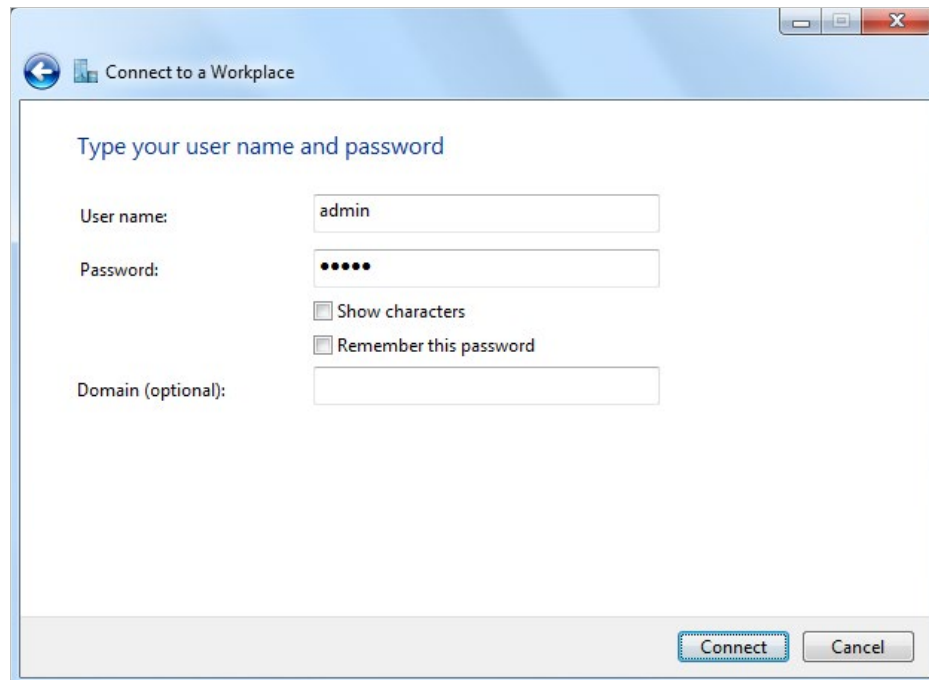 Connect to a Workplace
Type your user name and password
User name:
admin
Password:
•••••
Show characters
Remember this password
Domain (optional):
Connect
Cancel